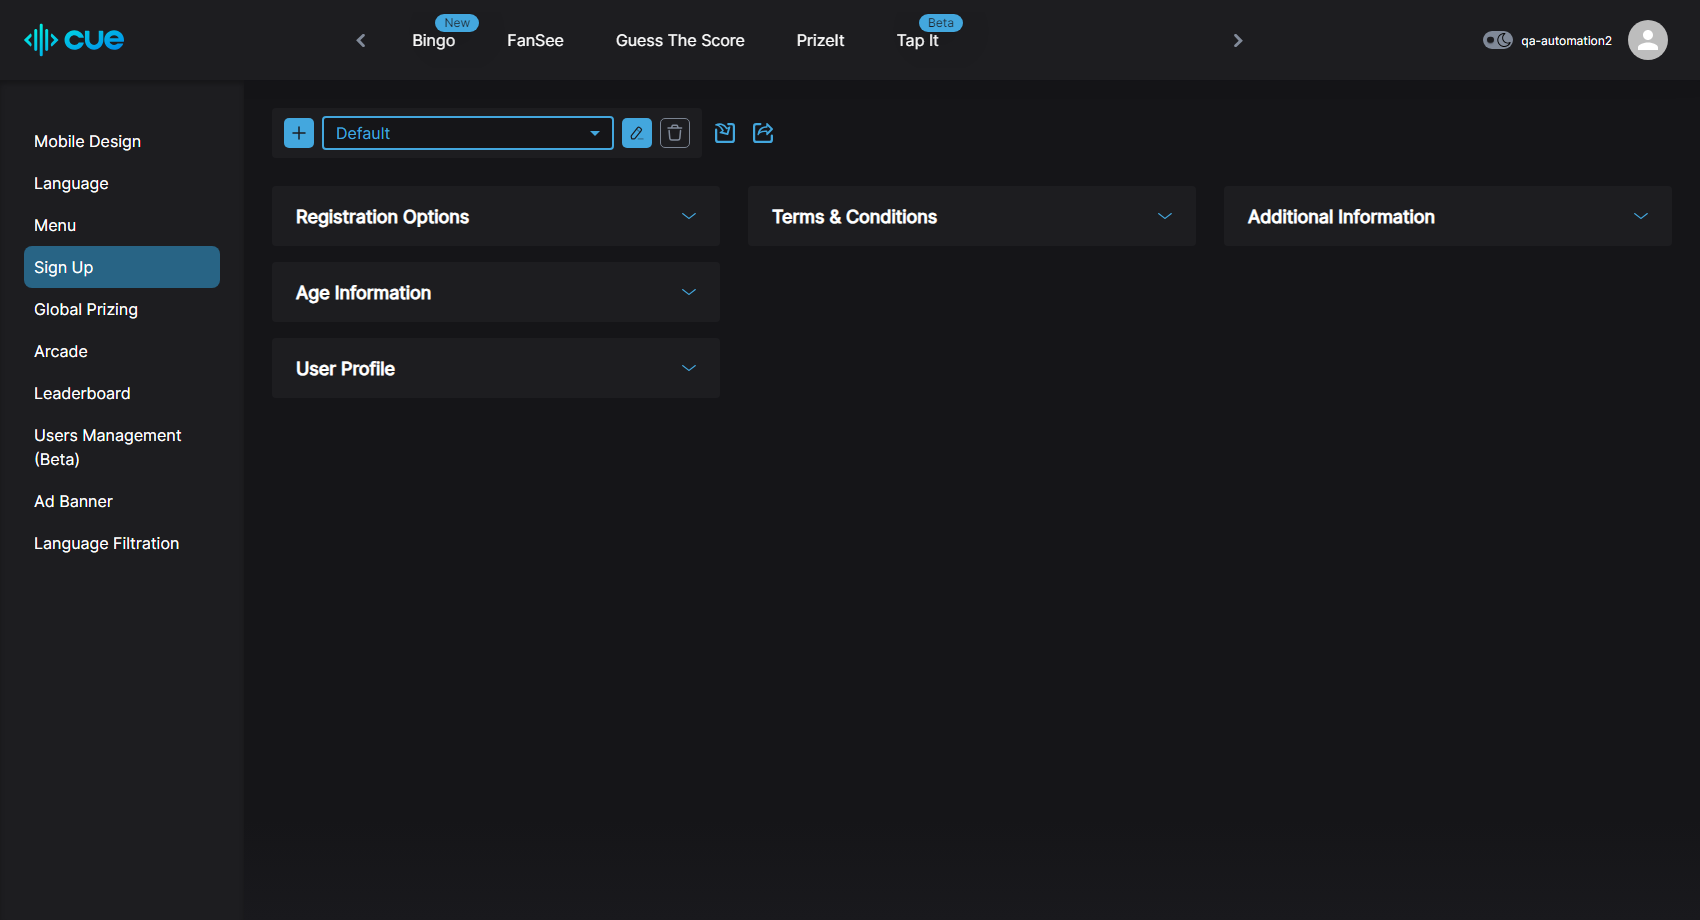 cue
New
Bingo
FanSee
Guess The Score
PrizeIt
Beta
Tap It
qa-automation2
Mobile Design
Language
Menu
Sign Up
Global Prizing
Arcade
Leaderboard
Users Management
(Beta)
Ad Banner
Language Filtration
Default
Registration Options
Terms & Conditions
Additional Information
Age Information
User Profile